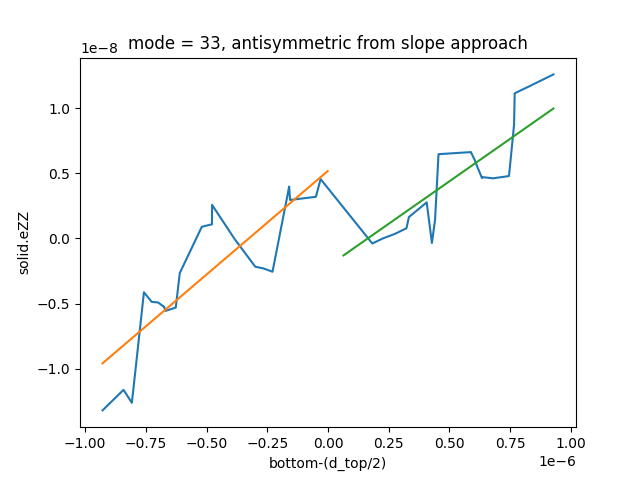 mode = 33, antisymmetric from slope approach
1e−8
1.0
0.5
0.0
−0.5
−1.0
solid.eZZ
−1.00 −0.75 −0.50 −0.25 0.00 0.25 0.50 0.75 1.00
bottom-(d_top/2)
1e−6